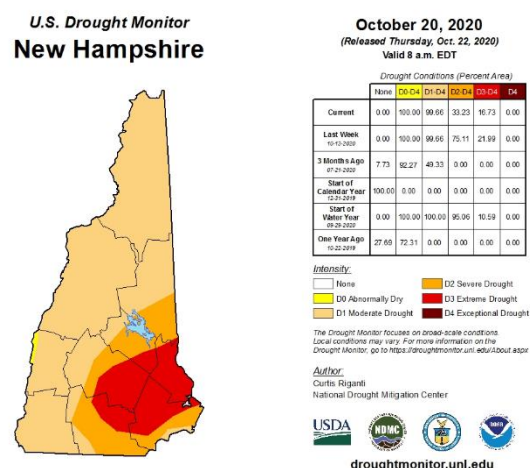 U.S. Drought Monitor
New Hampshire
October 20, 2020
(Released Thursday, Oct. 22, 2020)
Valid 8 a.m. EDT
Drought Conditions (Percent Area)
None D0-D4 D1-D4 D2-D4 D3-D4 D4
Current 0.00 100.00 99.66 33.23 16.73 0.00
Last Week 10-13-2020 0.00 100.00 99.66 75.11 21.99 0.00
3 Months Ago 07-21-2020 7.73 92.27 49.33 0.00 0.00 0.00
Start of Calendar Year 12-31-2019 100.00 0.00 0.00 0.00 0.00 0.00
Start of Water Year 09-29-2020 0.00 100.00 100.00 95.06 10.59 0.00
One Year Ago 10-22-2019 27.69 72.31 0.00 0.00 0.00 0.00
Intensity:
None
D0 Abnormally Dry
D1 Moderate Drought
D2 Severe Drought
D3 Extreme Drought
D4 Exceptional Drought
The Drought Monitor focuses on broad-scale conditions.
Local conditions may vary. For more information on the
Drought Monitor, go to https://droughtmonitor.unl.edu/About.aspx
Author:
Curtis Riganti
National Drought Mitigation Center
USDA
NDMC
NOAA
droughtmonitor.unl.edu